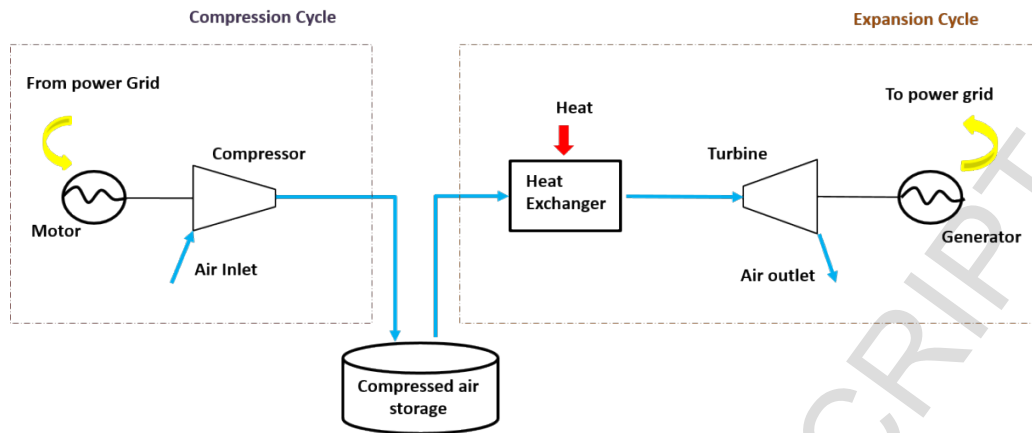 Compression Cycle
Expansion Cycle
From power Grid
Compressor
Motor
Air Inlet
Compressed air
storage
Heat
Heat
Exchanger
Turbine
To power grid
Generator
Air outlet
CRIPT